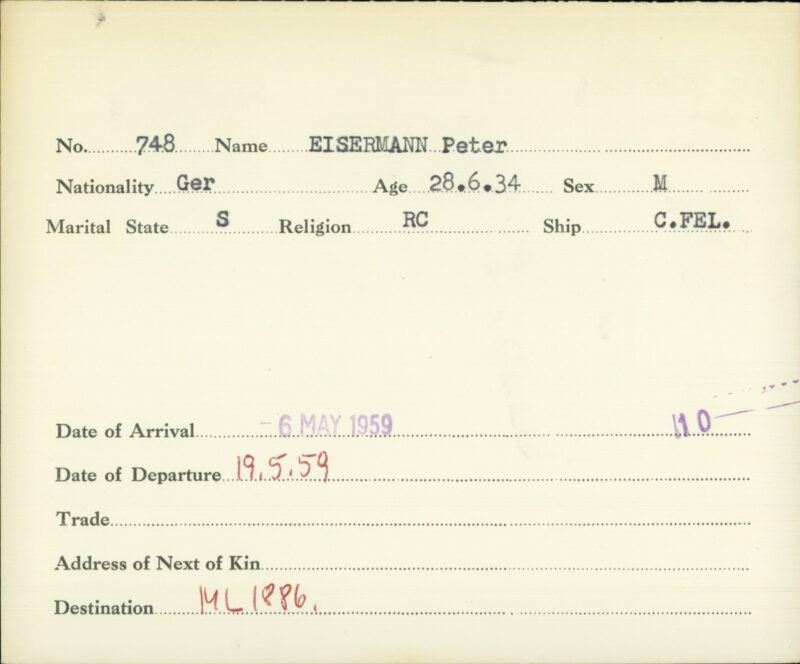 No. 748 Name EISERMANN Peter
Nationality Ger Age 28.6.34 Sex M
Marital State S Religion RC Ship C.FEL.
Date of Arrival -6 MAY 1959 110
Date of Departure 19.5.59
Trade
Address of Next of Kin
Destination ML 1886.